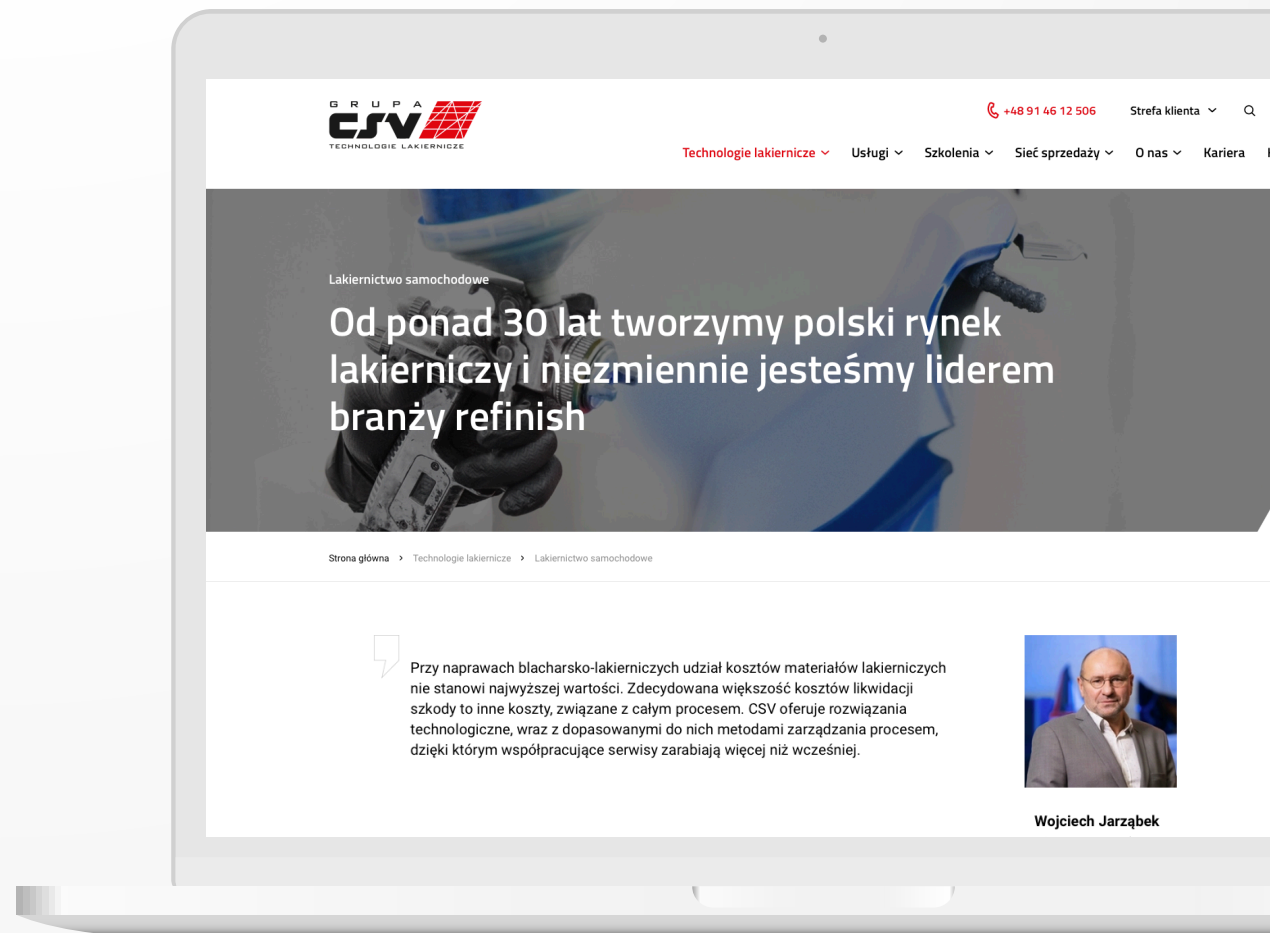 GRUPA
CSV
TECHNOLOGIE LAKIERNICZE
+48 91 46 12 506
Strefa klienta
Technologie lakiernicze
Usługi
Szkolenia
Sieć sprzedaży
O nas
Kariera
Lakiernictwo samochodowe
Od ponad 30 lat tworzymy polski rynek
lakierniczy i niezmiennie jesteśmy liderem
branży refinish
Strona główna > Technologie lakiernicze > Lakiernictwo samochodowe
Przy naprawach blacharsko-lakierniczych udział kosztów materiałów lakierniczych
nie stanowi najwyższej wartości. Zdecydowana większość kosztów likwidacji
szkody to inne koszty, związane z całym procesem. CSV oferuje rozwiązania
technologiczne, wraz z dopasowanymi do nich metodami zarządzania procesem,
dzięki którym współpracujące serwisy zarabiają więcej niż wcześniej.
Wojciech Jarząbek